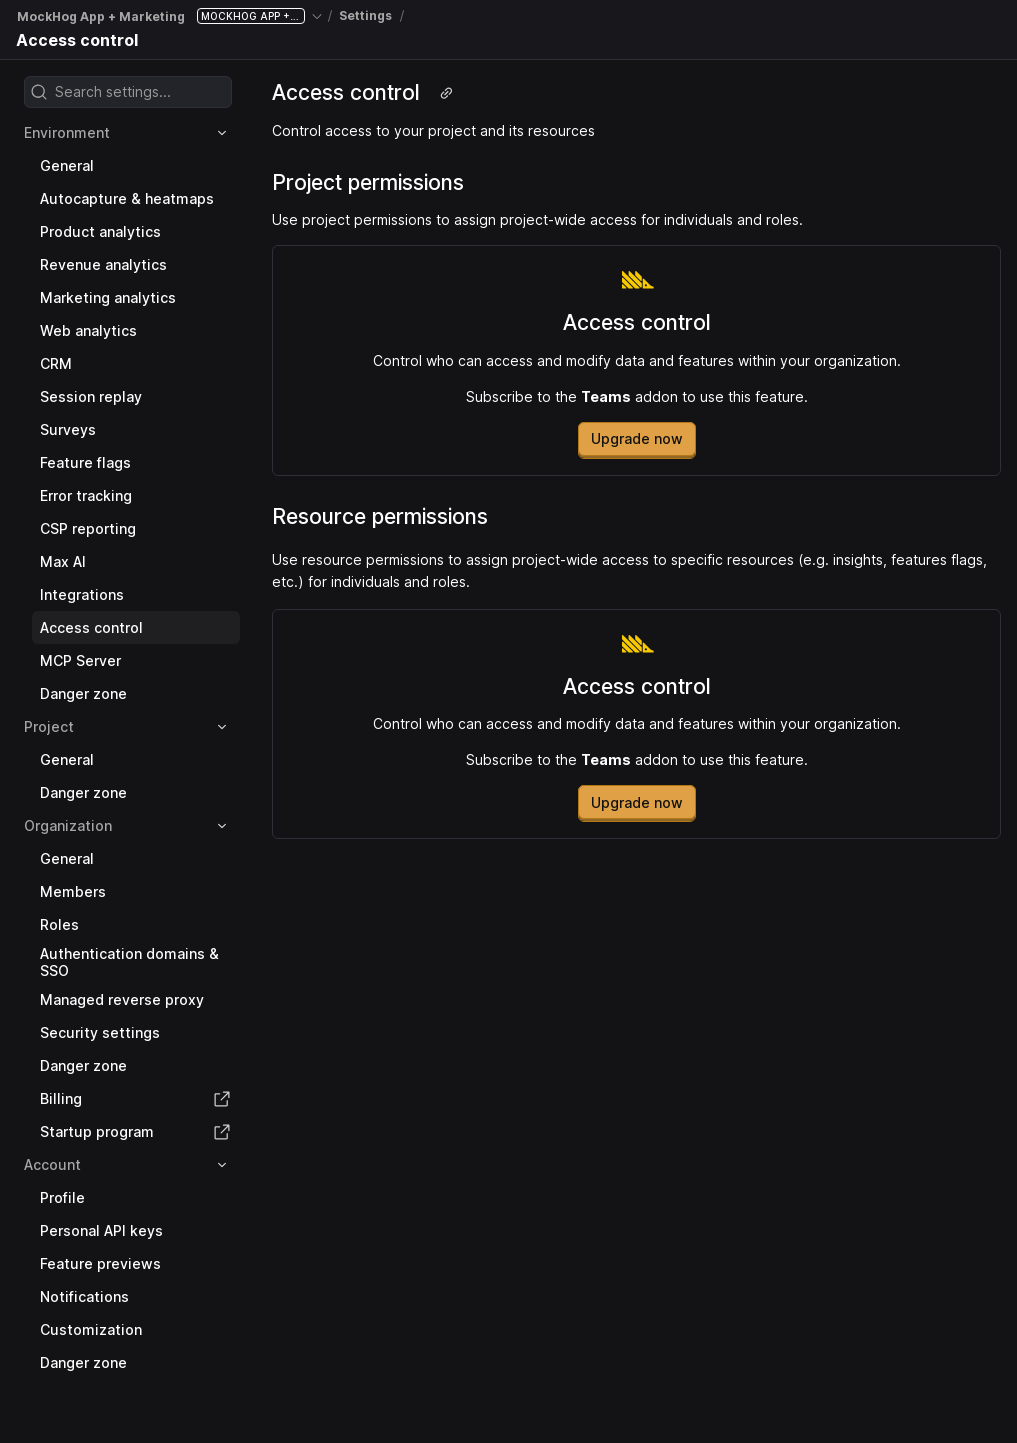 MockHog App + Marketing MOCKHOG APP +... / Settings /
Access control
Search settings...
Environment
General
Autocapture & heatmaps
Product analytics
Revenue analytics
Marketing analytics
Web analytics
CRM
Session replay
Surveys
Feature flags
Error tracking
CSP reporting
Max AI
Integrations
Access control
MCP Server
Danger zone
Project
General
Danger zone
Organization
General
Members
Roles
Authentication domains &
SSO
Managed reverse proxy
Security settings
Danger zone
Billing
Startup program
Account
Profile
Personal API keys
Feature previews
Notifications
Customization
Danger zone
Access control
Control access to your project and its resources
Project permissions
Use project permissions to assign project-wide access for individuals and roles.
Access control
Control who can access and modify data and features within your organization.
Subscribe to the Teams addon to use this feature.
Upgrade now
Resource permissions
Use resource permissions to assign project-wide access to specific resources (e.g. insights, features flags,
etc.) for individuals and roles.
Access control
Control who can access and modify data and features within your organization.
Subscribe to the Teams addon to use this feature.
Upgrade now